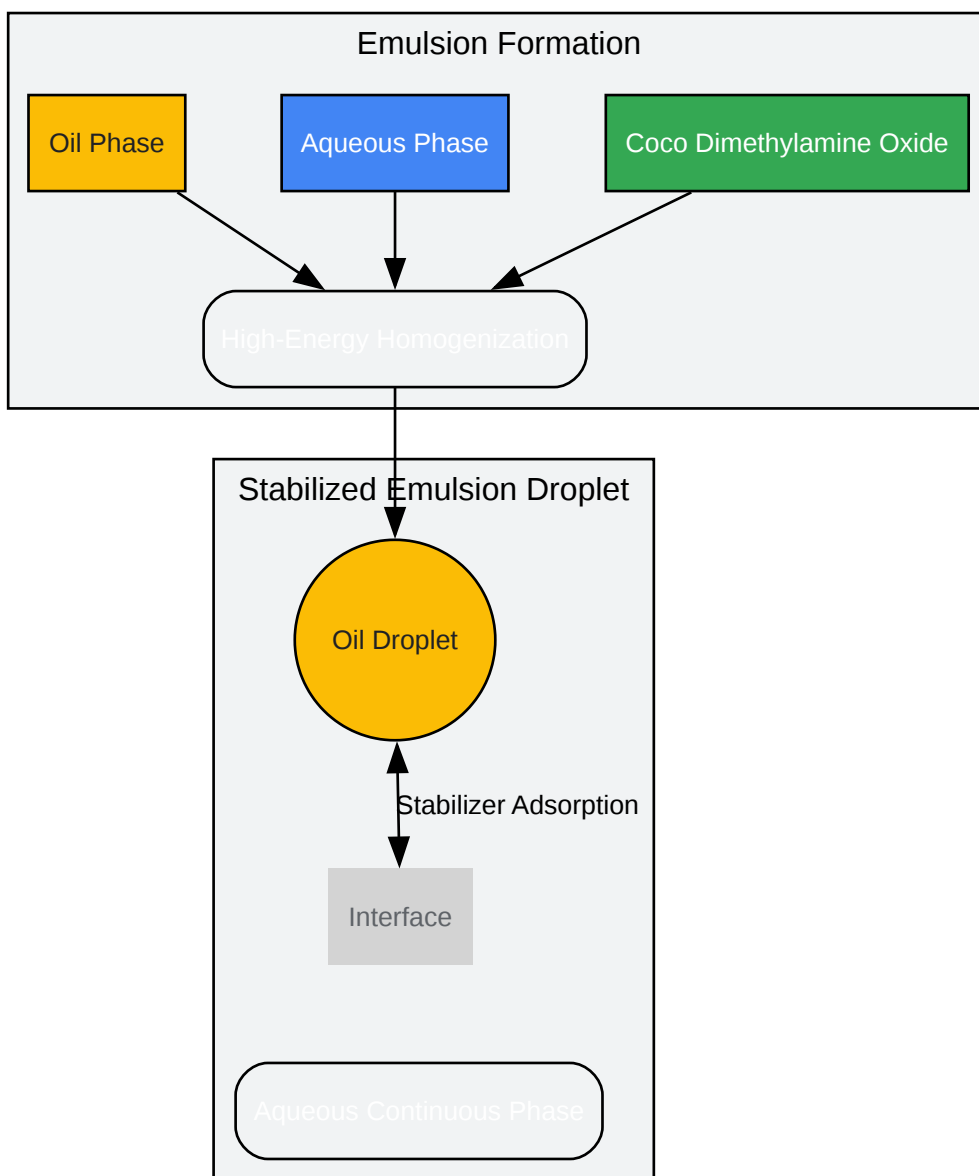 Emulsion Formation
Oil Phase
Aqueous Phase
Coco Dimethylamine Oxide
High-Energy Homogenization
Stabilized Emulsion Droplet
Oil Droplet
Stabilizer Adsorption
Interface
Aqueous Continuous Phase